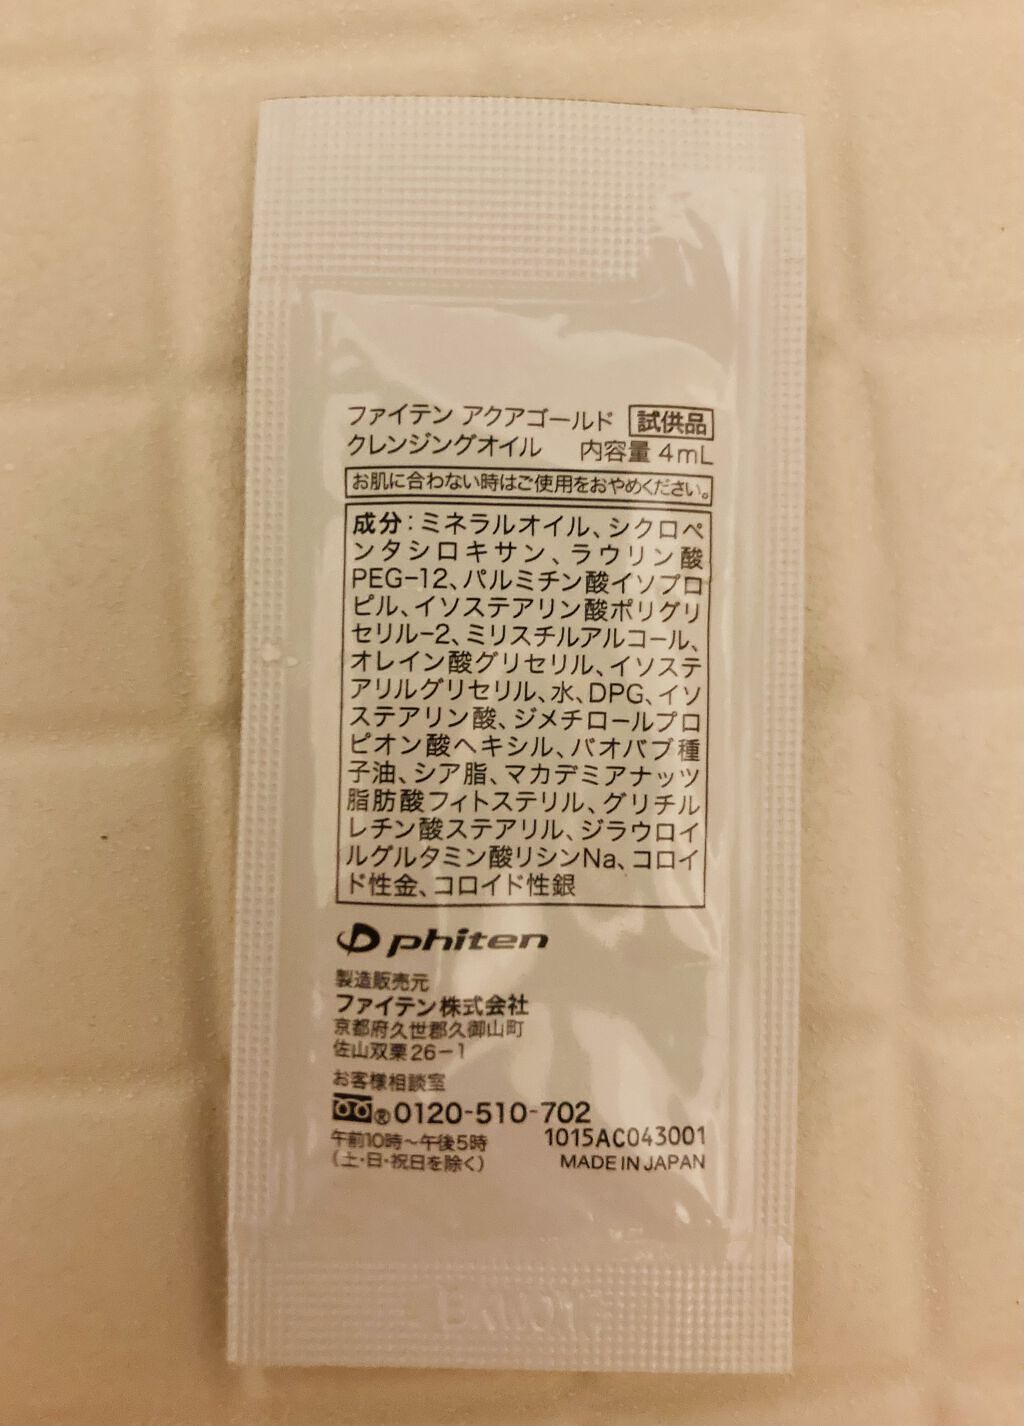 ファイテン アクアゴールド 試供品
クレンジングオイル 内容量 4mL
お肌に合わない時はご使用をおやめください。
成分:ミネラルオイル、シクロペ
ンタシロキサン、ラウリン酸
PEG-12、パルミチン酸イソプロ
ピル、イソステアリン酸ポリグリ
セリル-2、ミリスチルアルコール、
オレイン酸グリセリル、イソステ
アリルグリセリル、水、DPG、イソ
ステアリン酸、ジメチロールプロ
ピオン酸ヘキシル、バオバブ種
子油、シア脂、マカデミアナッツ
脂肪酸フィトステリル、グリチル
レチン酸ステアリル、ジラウロイ
ルグルタミン酸リシンNa、コロイ
ド性金、コロイド性銀
phiten
製造販売元
ファイテン株式会社
京都府久世郡久御山町
佐山双栗26-1
お客様相談室
®0120-510-702
午前10時～午後5時 1015AC043001
(土・日・祝日を除く) MADE IN JAPAN